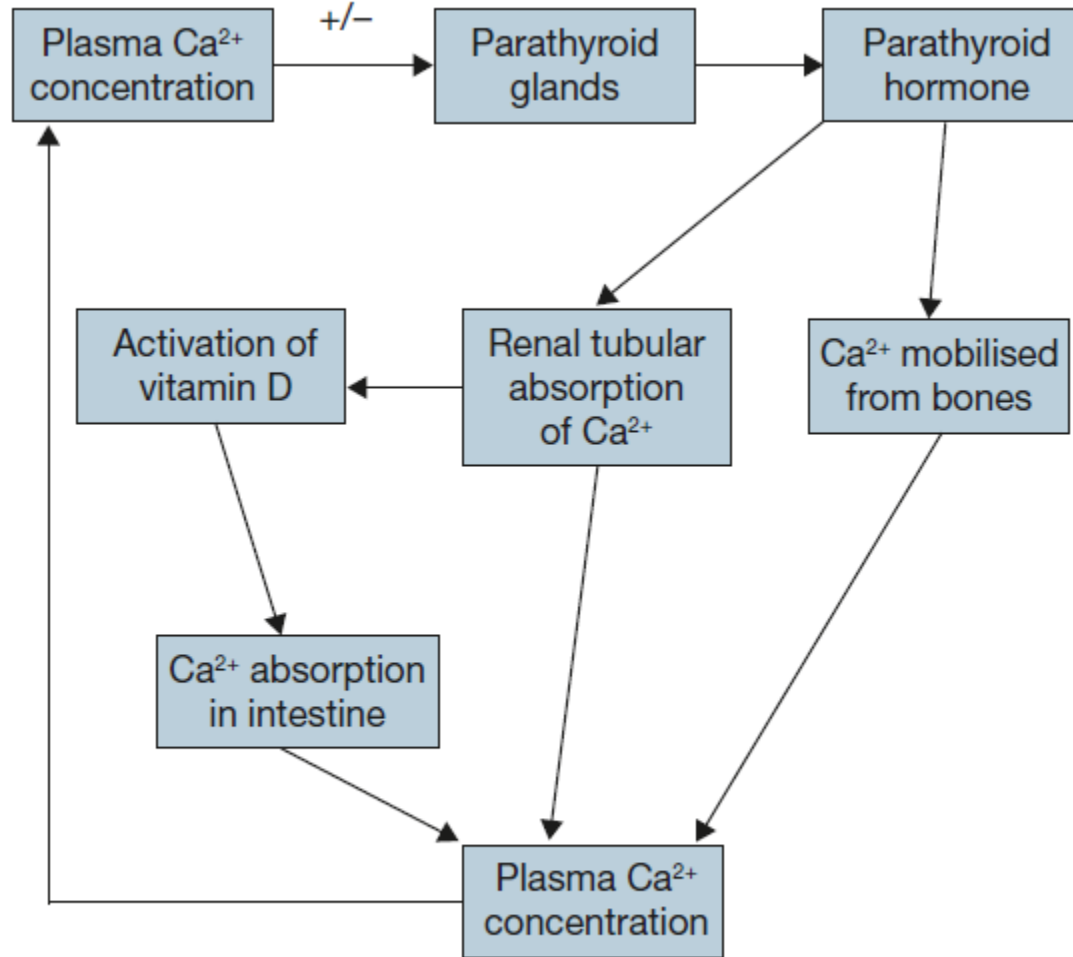 Plasma Ca²⁺
concentration
+/–
Parathyroid
glands
Parathyroid
hormone
Activation of
vitamin D
Renal tubular
absorption
of Ca²⁺
Ca²⁺ mobilised
from bones
Ca²⁺ absorption
in intestine
Plasma Ca²⁺
concentration